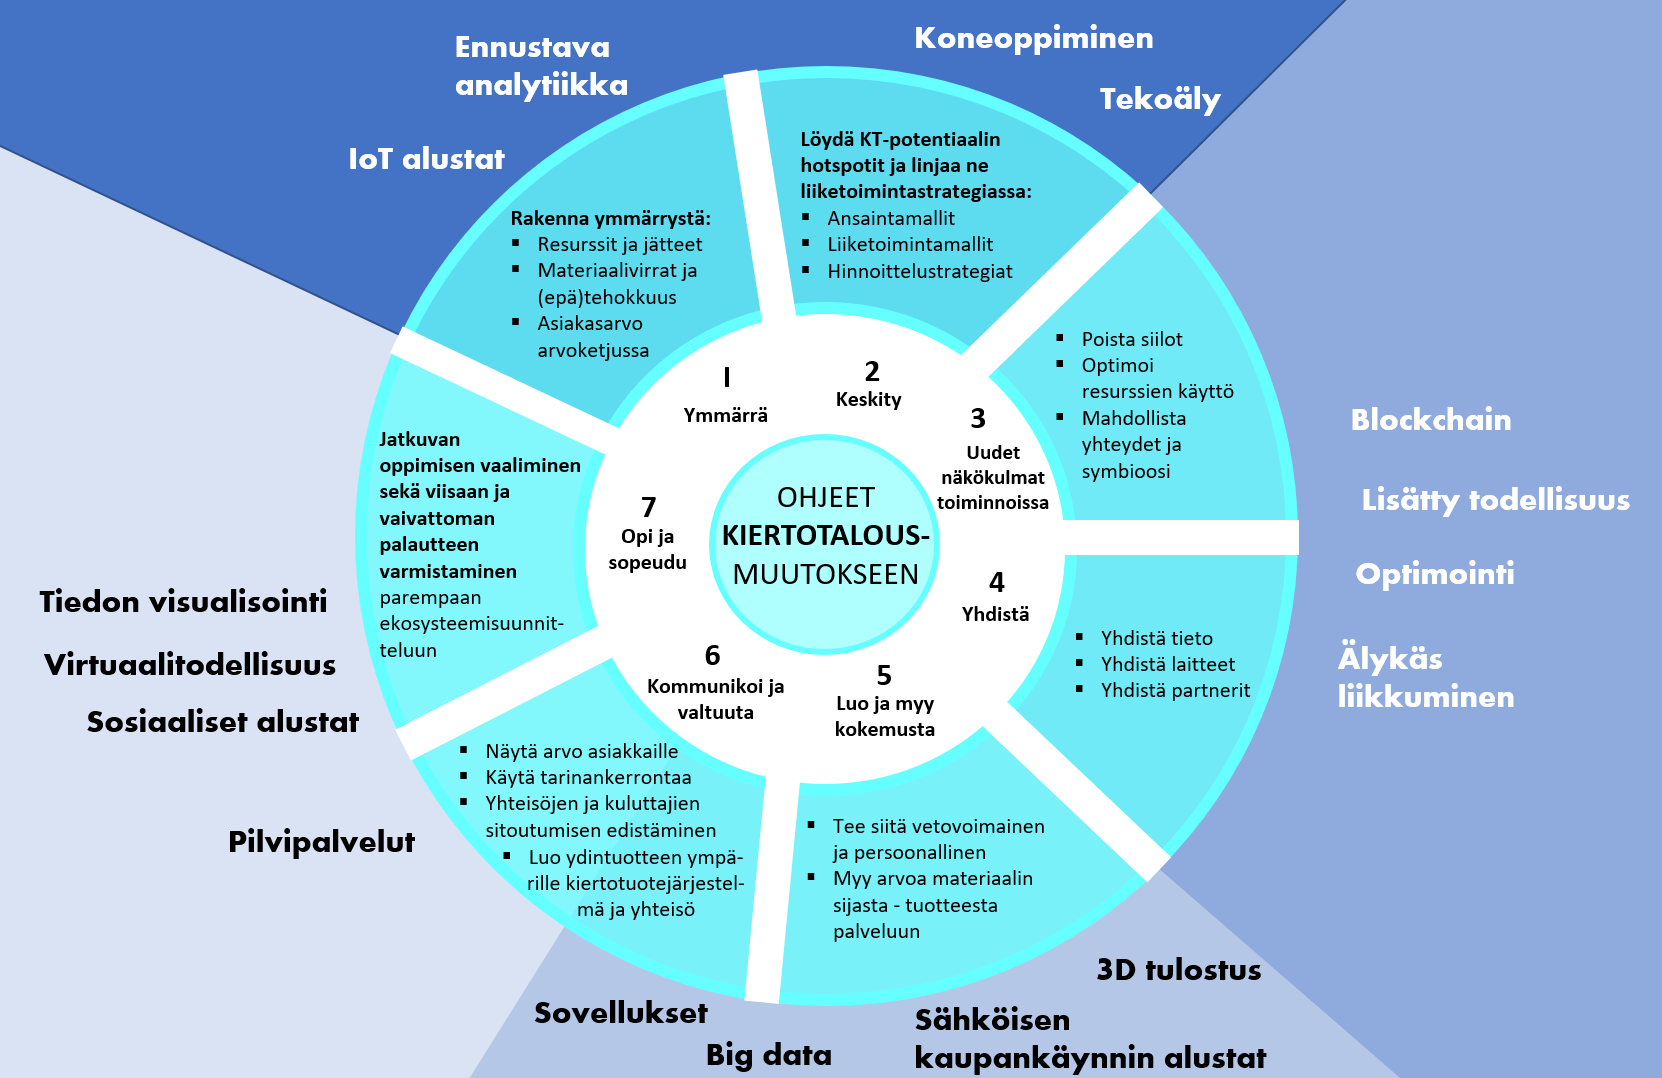 Ennustava
analytiikka
IoT alustat
Koneoppiminen
Tekoäly
Blockchain
Lisätty todellisuus
Optimointi
Älykäs
liikkuminen
3D tulostus
Sähköisen
kaupankäynnin alustat
Big data
Sovellukset
Pilvipalvelut
Sosiaaliset alustat
Virtuaalitodellisuus
Tiedon visualisointi
OHJEET
KIERTOTALOUS-
MUUTOKSEEN
1
Ymmärrä
Rakenna ymmärrystä:
▪ Resurssit ja jätteet
▪ Materiaalivirrat ja
(epä)tehokkuus
▪ Asiakasarvo
arvoketjussa
2
Keskity
Löydä KT-potentiaalin
hotspotit ja linjaa ne
liiketoimintastrategiassa:
▪ Ansaintamallit
▪ Liiketoimintamallit
▪ Hinnoittelustrategiat
3
Uudet
näkökulmat
toiminnoissa
▪ Poista siilot
▪ Optimoi
resurssien käyttö
▪ Mahdollista
yhteydet ja
symbioosi
4
Yhdistä
▪ Yhdistä tieto
▪ Yhdistä laitteet
▪ Yhdistä partnerit
5
Luo ja myy
kokemusta
▪ Tee siitä vetovoimainen
ja persoonallinen
▪ Myy arvoa materiaalin
sijasta - tuotteesta
palveluun
6
Kommunikoi ja
valtuuta
▪ Näytä arvo asiakkaille
▪ Käytä tarinankerrontaa
▪ Yhteisöjen ja kuluttajien
sitoutumisen edistäminen
▪ Luo ydintuotteen ympä-
rille kiertotuotejärjestel-
mä ja yhteisö
7
Opi ja
sopeudu
Jatkuvan
oppimisen vaaliminen
sekä viisaan ja
vaivattoman
palautteen
varmistaminen
parempaan
ekosysteemisuunnit-
teluun